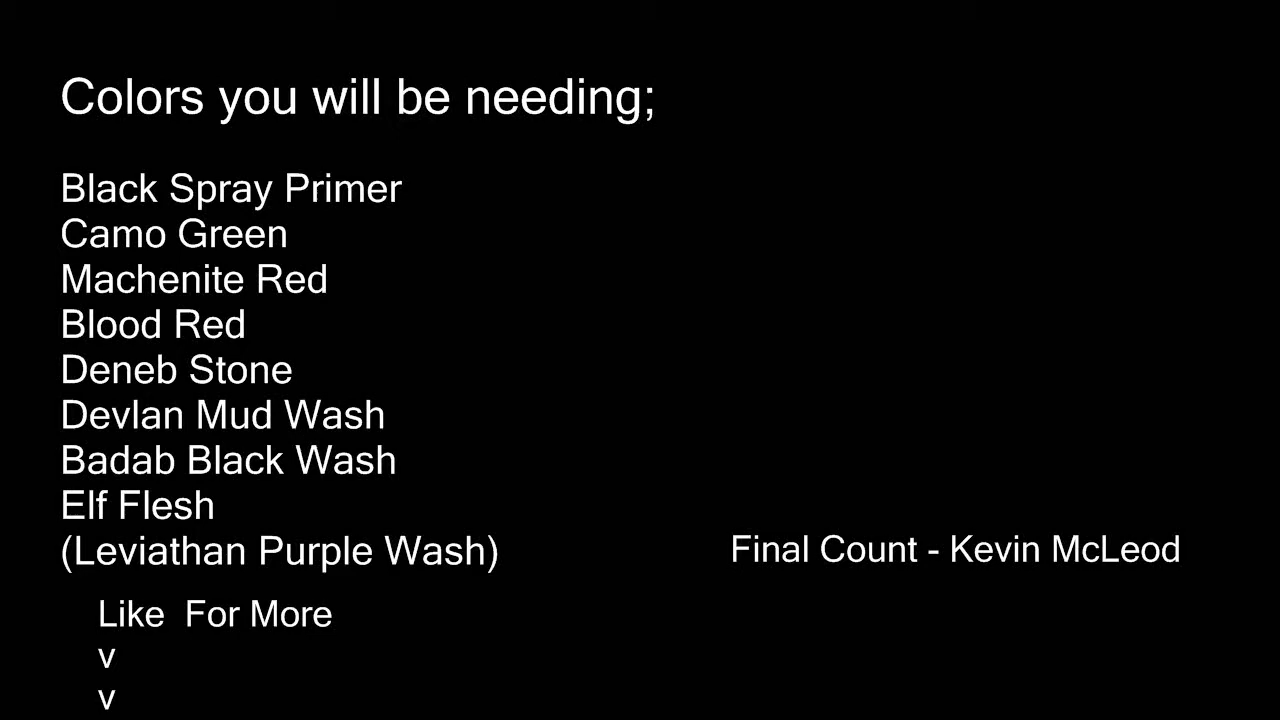 Colors you will be needing;
Black Spray Primer
Camo Green
Machenite Red
Blood Red
Deneb Stone
Devlan Mud Wash
Badab Black Wash
Elf Flesh
(Leviathan Purple Wash)
Final Count - Kevin McLeod
Like  For More
v
v